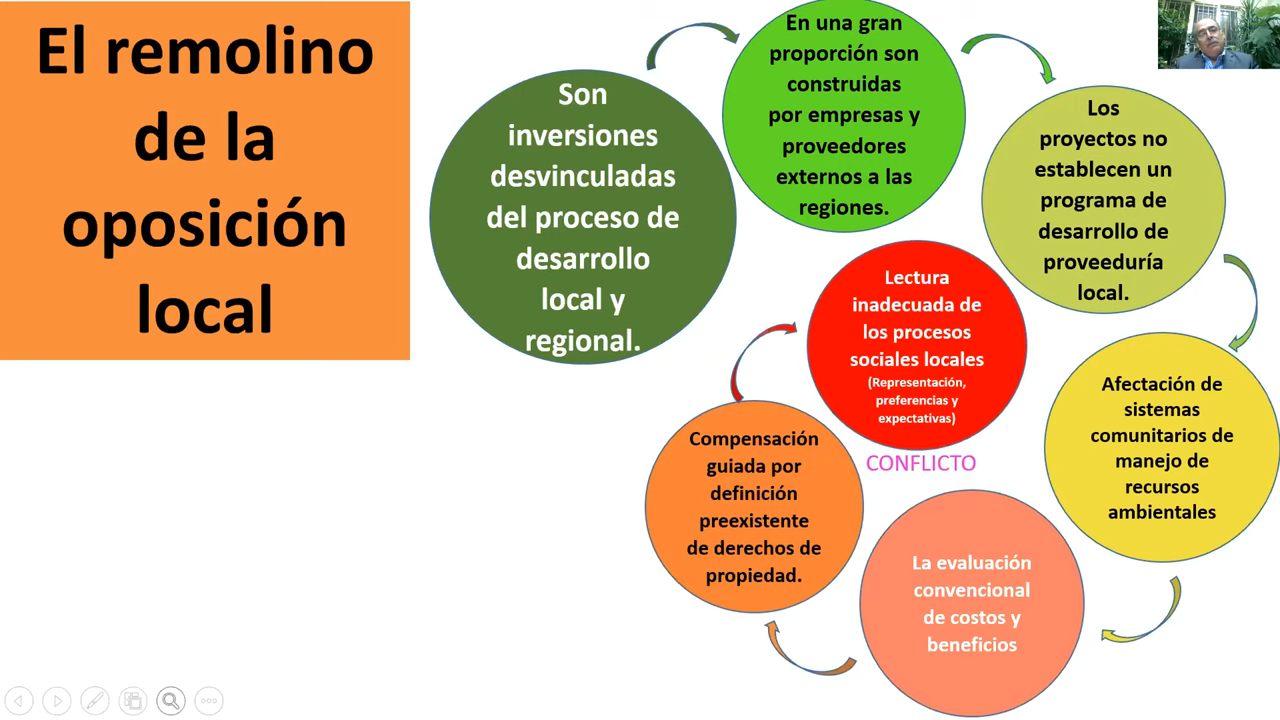 El remolino
de la
oposición
local
Son
inversiones
desvinculadas
del proceso de
desarrollo
local y
regional.
En una gran
proporción son
construidas
por empresas y
proveedores
externos a las
regiones.
Los
proyectos no
establecen un
programa de
desarrollo de
proveeduría
local.
Afectación de
sistemas
comunitarios de
manejo de
recursos
ambientales
La evaluación
convencional
de costos y
beneficios
Compensación
guiada por
definición
preexistente
de derechos de
propiedad.
Lectura
inadecuada de
los procesos
sociales locales
(Representación,
preferencias y
expectativas)
CONFLICTO